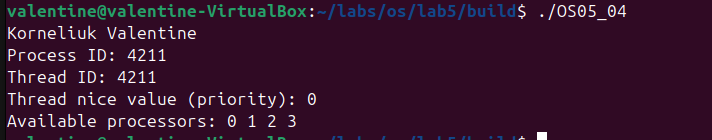 valentine@valentine-VirtualBox:~/labs/os/lab5/build$ ./OS05_04
Korneliuk Valentine
Process ID: 4211
Thread ID: 4211
Thread nice value (priority): 0
Available processors: 0 1 2 3